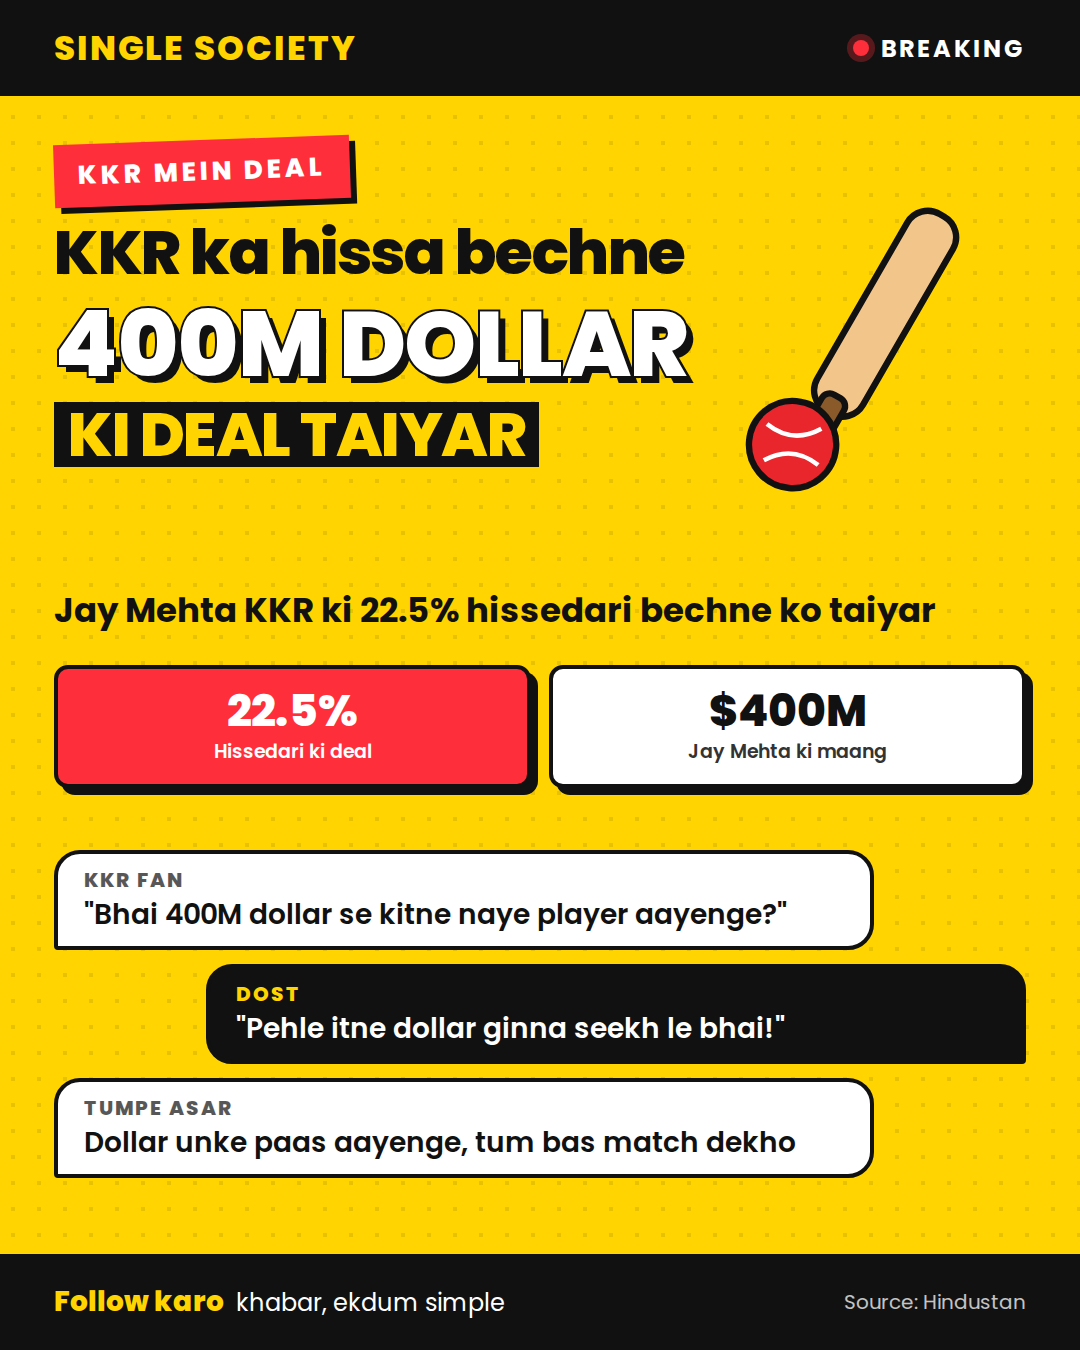 SINGLE SOCIETY
BREAKING
KKR MEIN DEAL
KKR ka hissa bechne
400M DOLLAR
KI DEAL TAIYAR
Jay Mehta KKR ki 22.5% hissedari bechne ko taiyar
22.5%
Hissedari ki deal
$400M
Jay Mehta ki maang
KKR FAN
"Bhai 400M dollar se kitne naye player aayenge?"
DOST
"Pehle itne dollar ginna seekh le bhai!"
TUMPE ASAR
Dollar unke paas aayenge, tum bas match dekho
Follow karo khabar, ekdum simple
Source: Hindustan